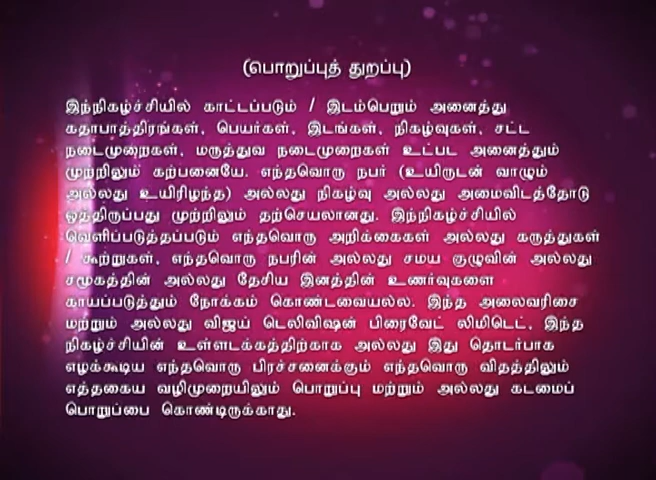 (பொறுப்புத் துறப்பு)
இந்நிகழ்ச்சியில் காட்டப்படும் / இடம்பெறும் அனைத்து
கதாபாத்திரங்கள், பெயர்கள், இடங்கள், நிகழ்வுகள், சட்ட
நடைமுறைகள், மருத்துவ நடைமுறைகள் உட்பட அனைத்தும்
முற்றிலும் கற்பனையே. எந்தவொரு நபர் (உயிருடன் வாழும்
அல்லது உயிரிழந்த) அல்லது நிகழ்வு அல்லது அமைவிடத்தோடு
ஒத்திருப்பது முற்றிலும் தற்செயலானது. இந்நிகழ்ச்சியில்
வெளிப்படுத்தப்படும் எந்தவொரு அறிக்கைகள் அல்லது கருத்துகள்
/ கூற்றுகள், எந்தவொரு நபரின் அல்லது சமய குழுவின் அல்லது
சமூகத்தின் அல்லது தேசிய இனத்தின் உணர்வுகளை
காயப்படுத்தும் நோக்கம் கொண்டவையல்ல. இந்த அலைவரிசை
மற்றும் அல்லது விஜய் டெலிவிஷன் பிரைவேட் லிமிடெட், இந்த
நிகழ்ச்சியின் உள்ளடக்கத்திற்காக அல்லது இது தொடர்பாக
எழக்கூடிய எந்தவொரு பிரச்சனைக்கும் எந்தவொரு விதத்திலும்
எத்தகைய வழிமுறையிலும் பொறுப்பு மற்றும் அல்லது கடமைப்
பொறுப்பை கொண்டிருக்காது.